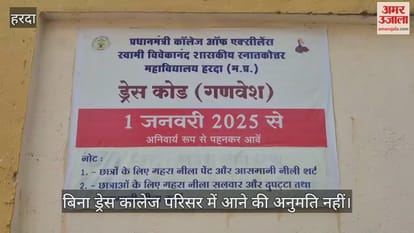 हरदा
अमर उजाला
amarujala.com
प्रधानमंत्री कॉलेज ऑफ एक्सीलेंस
स्वामी विवेकानंद शासकीय स्नातकोत्तर
महाविद्यालय हरदा (म.प्र.)
ड्रेस कोड (गणवेश)
1 जनवरी 2025 से
अनिवार्य रूप से पहनकर आवें
नोट :
1. - छात्रों के लिए गहरा नीला पेंट और आसमानी नीली शर्ट
2. - छात्राओं के लिए गहरा नीला सलवार और दुपट्टा तथा
बिना ड्रेस कालेज परिसर में आने की अनुमति नहीं।